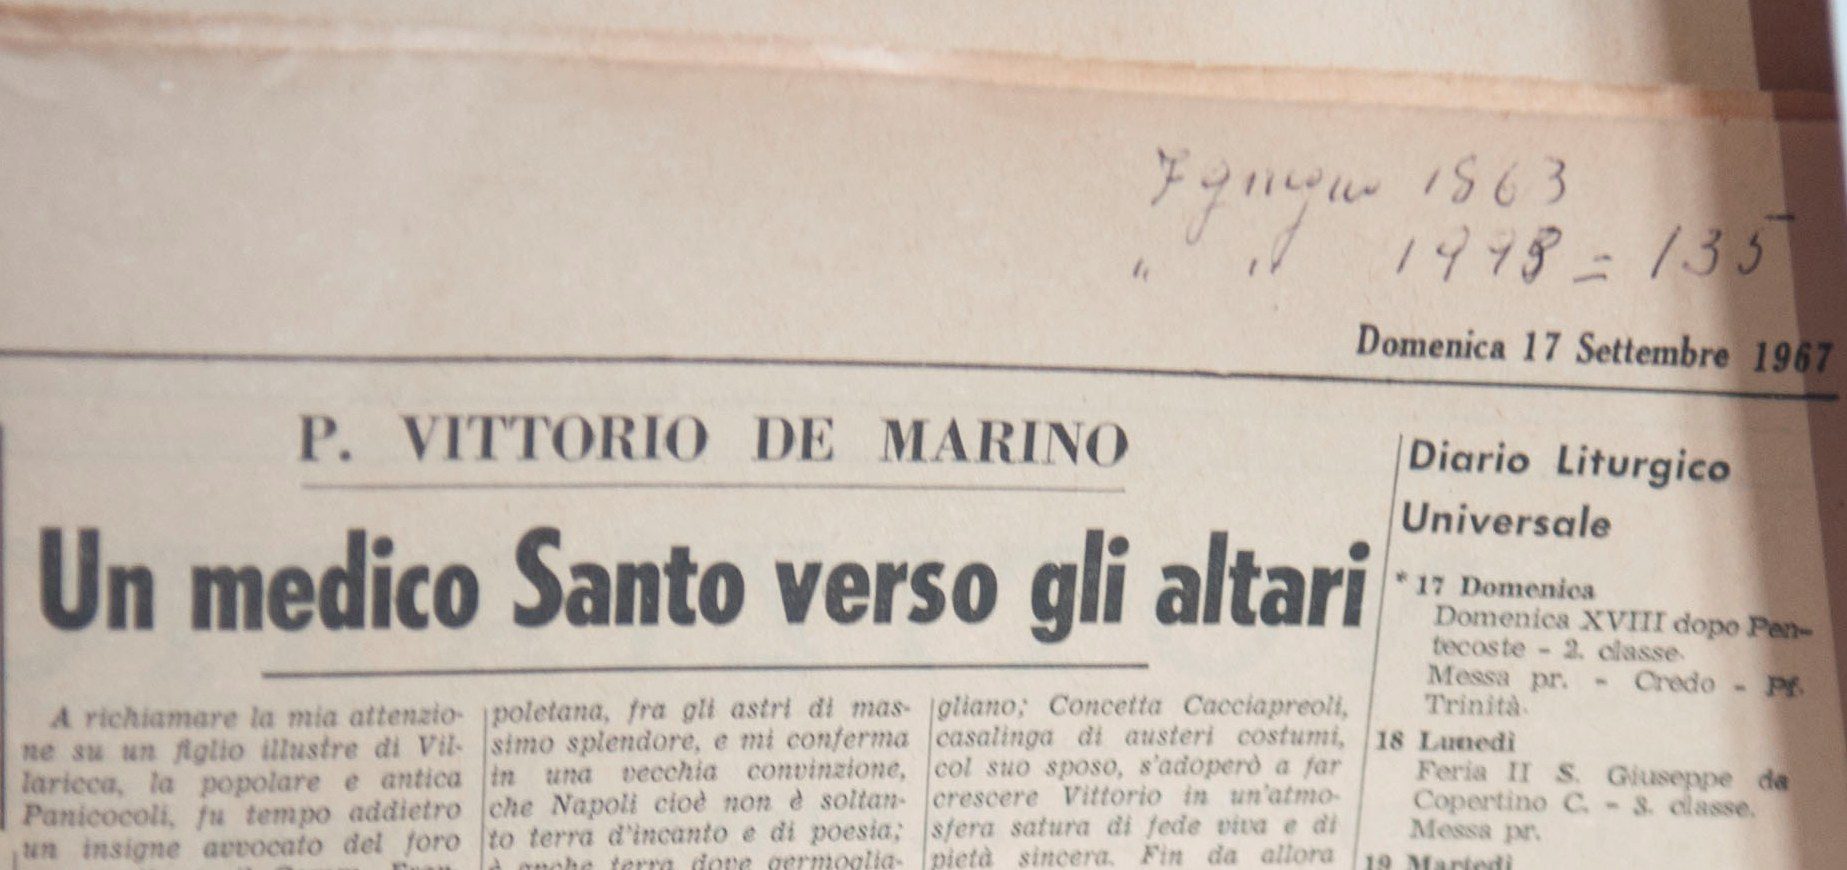 7 giugno 1863
" " 1998 = 135
Domenica 17 Settembre 1967
P. VITTORIO DE MARINO
Un medico Santo verso gli altari
A richiamare la mia attenzio-
ne su un figlio illustre di Vil-
laricca, la popolare e antica
Panicocoli, fu tempo addietro
un insigne avvocato del foro
poletana, fra gli astri di mas-
simo splendore, e mi conferma
in una vecchia convinzione,
che Napoli cioè non è soltan-
to terra d'incanto e di poesia;
è anche terra dove germoglia-
gliano; Concetta Cacciapreoli,
casalinga di austeri costumi,
col suo sposo, s'adoperò a far
crescere Vittorio in un'atmo-
sfera satura di fede viva e di
pietà sincera. Fin da allora
Diario Liturgico
Universale
* 17 Domenica
Domenica XVIII dopo Pen-
tecoste - 2. classe.
Messa pr. - Credo - Pf.
Trinità.
18 Lunedì
Feria II S. Giuseppe da
Copertino C. - 3. classe.
Messa pr.
19 Martedì